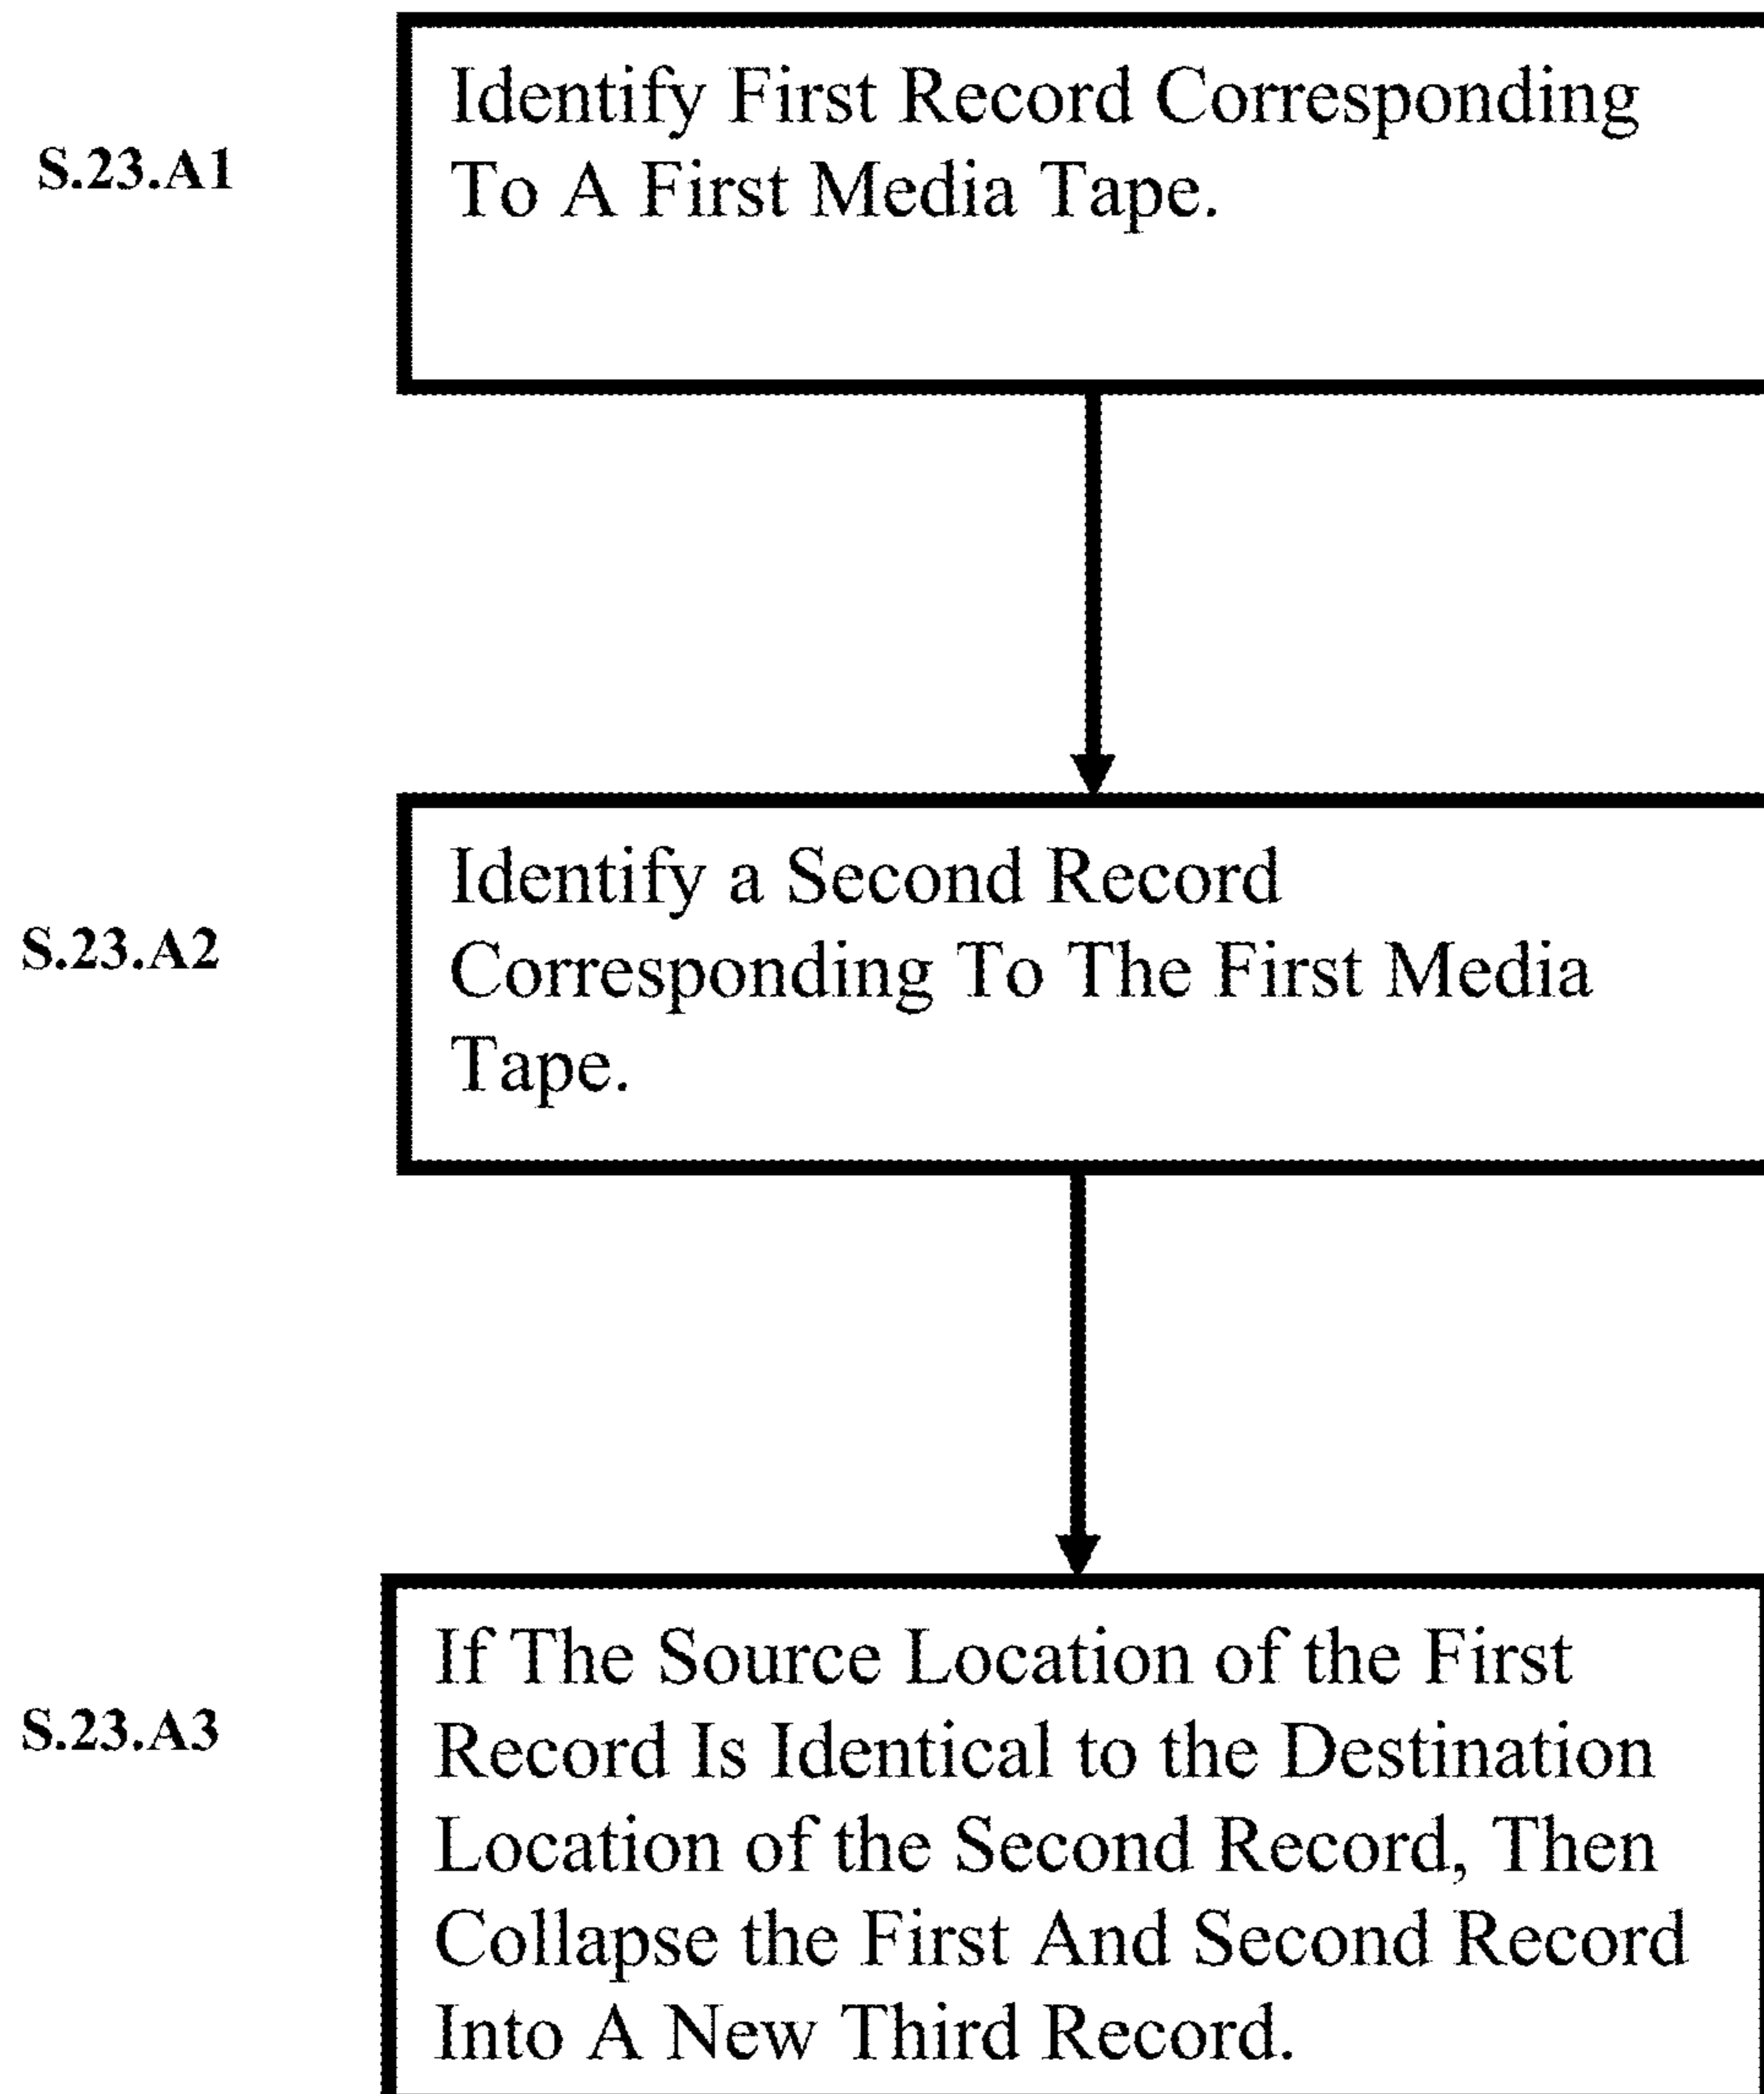 S.23.A1
Identify First Record Corresponding
To A First Media Tape.
S.23.A2
Identify a Second Record
Corresponding To The First Media
Tape.
S.23.A3
If The Source Location of the First
Record Is Identical to the Destination
Location of the Second Record, Then
Collapse the First And Second Record
Into A New Third Record.